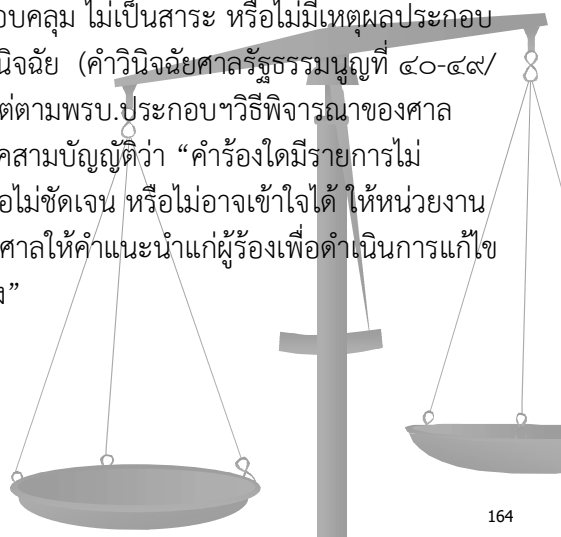 อบคลุม ไม่เป็นสาระ หรือไม่มีเหตุผลประกอบ
นิจฉัย (คำวินิจฉัยศาลรัฐธรรมนูญที่ ๔๐-๔๙/
ต่ตามพรบ.ประกอบฯวิธีพิจารณาของศาล
คสามบัญญัติว่า “คำร้องใดมีรายการไม่
อไม่ชัดเจน หรือไม่อาจเข้าใจได้ ให้หน่วยงาน
ศาลให้คำแนะนำแก่ผู้ร้องเพื่อดำเนินการแก้ไข
ง”
164